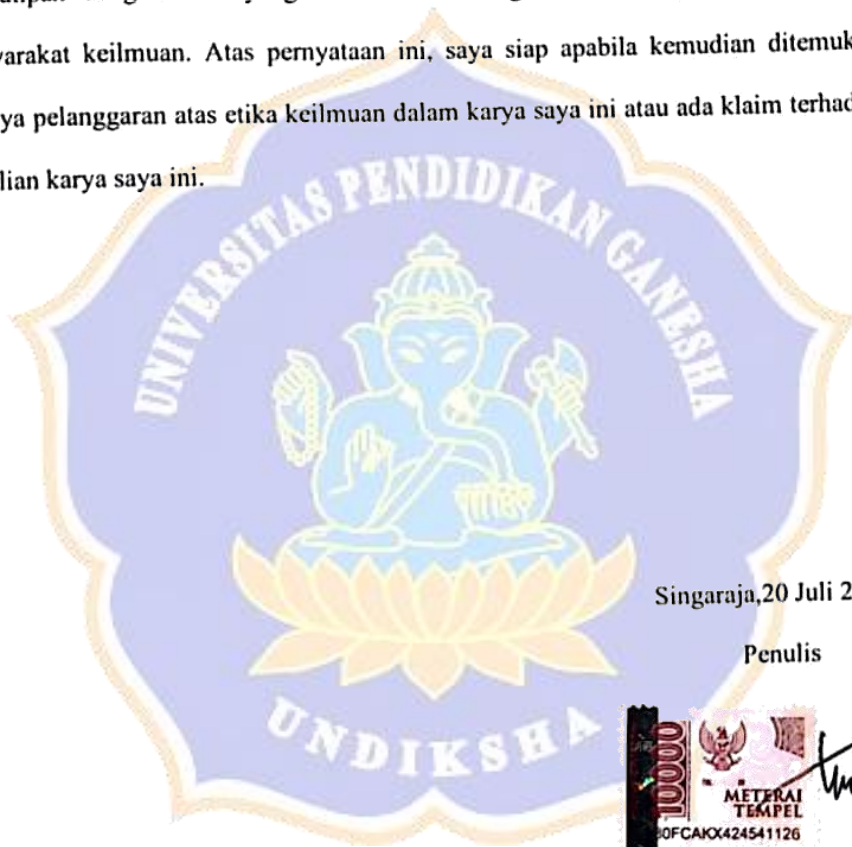 arakat keilmuan. Atas pernyataan ini, saya siap apabila kemudian ditemuk
ya pelanggaran atas etika keilmuan dalam karya saya ini atau ada klaim terhad
lian karya saya ini.
UNIVERSITAS PENDIDIKAN GANESHA
UNDIKSHA
Singaraja,20 Juli 2
Penulis
10000
METERAI
TEMPEL
0FCAKX424541126